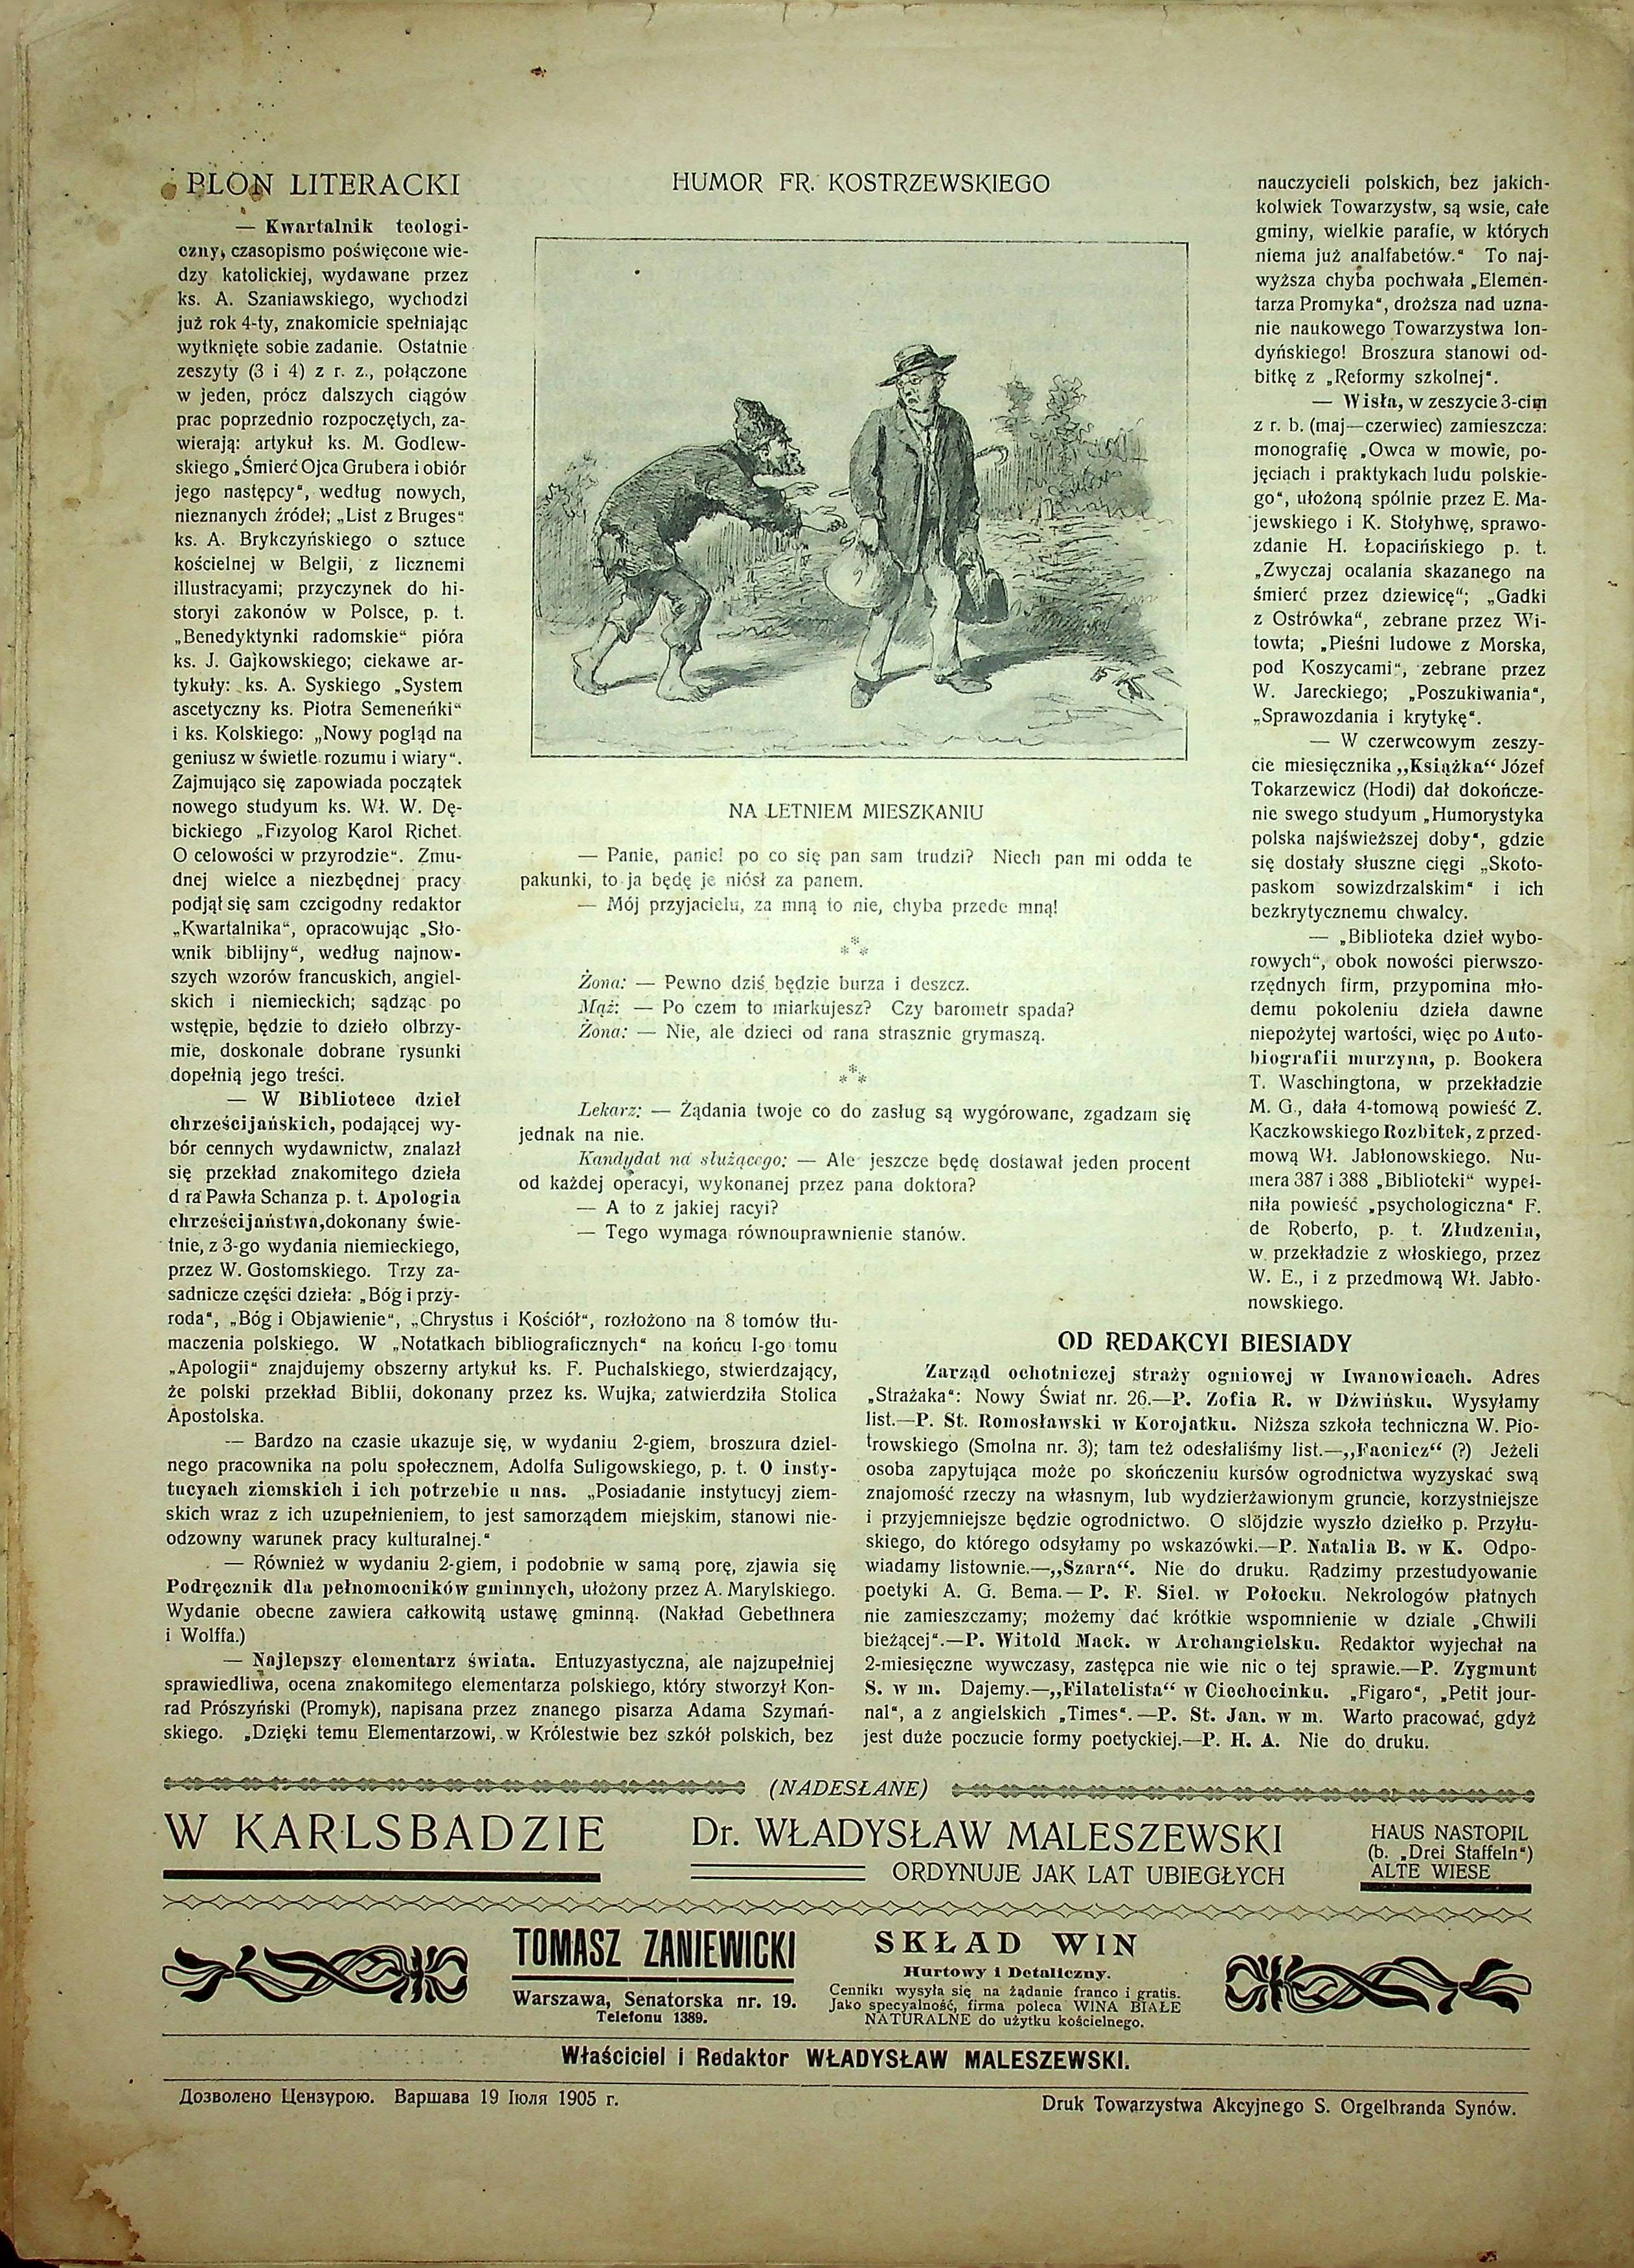 PLON LITERACKI
— Kwartalnik teologi-
czny, czasopismo poświęcone wie-
dzy katolickiej, wydawane przez
ks. A. Szaniawskiego, wychodzi
już rok 4-ty, znakomicie spełniając
wytknięte sobie zadanie. Ostatnie
zeszyty (3 i 4) z r. z., połączone
w jeden, prócz dalszych ciągów
prac poprzednio rozpoczętych, za-
wierają: artykuł ks. M. Godlew-
skiego „Śmierć Ojca Grubera i obiór
jego następcy“, według nowych,
nieznanych źródeł; „List z Bruges“
ks. A. Brykczyńskiego o sztuce
kościelnej w Belgii, z licznemi
illustracyami; przyczynek do hi-
storyi zakonów w Polsce, p. t.
„Benedyktynki radomskie“ pióra
ks. J. Gajkowskiego; ciekawe ar-
tykuły: ks. A. Syskiego „System
ascetyczny ks. Piotra Semeneńki“
i ks. Kolskiego: „Nowy pogląd na
geniusz w świetle rozumu i wiary“.
Zajmująco się zapowiada początek
nowego studyum ks. Wł. W. Dę-
bickiego „Fizyolog Karol Richet.
O celowości w przyrodzie“. Zmu-
dnej wielce a niezbędnej pracy
podjął się sam czcigodny redaktor
„Kwartalnika“, opracowując „Sło-
wnik biblijny“, według najnow-
szych wzorów francuskich, angiel-
skich i niemieckich; sądząc po
wstępie, będzie to dzieło olbrzy-
mie, doskonale dobrane rysunki
dopełnią jego treści.
— W Bibliotece dzieł
chrześcijańskich, podającej wy-
bór cennych wydawnictw, znalazł
się przekład znakomitego dzieła
d ra Pawła Schanza p. t. Apologia
chrześcijaństwa, dokonany świe-
tnie, z 3-go wydania niemieckiego,
przez W. Gostomskiego. Trzy za-
sadnicze części dzieła: „Bóg i przy-
roda“, „Bóg i Objawienie“, „Chrystus i Kościół“, rozłożono na 8 tomów tłu-
maczenia polskiego. W „Notatkach bibliograficznych“ na końcu I-go tomu
„Apologii“ znajdujemy obszerny artykuł ks. F. Puchalskiego, stwierdzający,
że polski przekład Biblii, dokonany przez ks. Wujka, zatwierdziła Stolica
Apostolska.
— Bardzo na czasie ukazuje się, w wydaniu 2-giem, broszura dziel-
nego pracownika na polu społecznem, Adolfa Suligowskiego, p. t. O insty-
tucyach ziemskich i ich potrzebie u nas. „Posiadanie instytucyj ziem-
skich wraz z ich uzupełnieniem, to jest samorządem miejskim, stanowi nie-
odzowny warunek pracy kulturalnej.“
— Również w wydaniu 2-giem, i podobnie w samą porę, zjawia się
Podręcznik dla pełnomocników gminnych, ułożony przez A. Marylskiego.
Wydanie obecne zawiera całkowitą ustawę gminną. (Nakład Gebethnera
i Wolffa.)
— Najlepszy elementarz świata. Entuzyastyczna, ale najzupełniej
sprawiedliwa, ocena znakomitego elementarza polskiego, który stworzył Kon-
rad Prószyński (Promyk), napisana przez znanego pisarza Adama Szymań-
skiego. „Dzięki temu Elementarzowi, w Królestwie bez szkół polskich, bez
HUMOR FR. KOSTRZEWSKIEGO
NA LETNIEM MIESZKANIU
— Panie, panie! po co się pan sam trudzi? Niech pan mi odda te
pakunki, to ja będę je niósł za panem.
— Mój przyjacielu, za mną to nie, chyba przede mną!
***
Żona: — Pewno dziś będzie burza i deszcz.
Mąż: — Po czem to miarkujesz? Czy barometr spada?
Żona: — Nie, ale dzieci od rana strasznie grymaszą.
***
Lekarz: — Żądania twoje co do zasług są wygórowane, zgadzam się
jednak na nie.
Kandydat na służącego: — Ale jeszcze będę dostawał jeden procent
od każdej operacyi, wykonanej przez pana doktora?
— A to z jakiej racyi?
— Tego wymaga równouprawnienie stanów.
nauczycieli polskich, bez jakich-
kolwiek Towarzystw, są wsie, całe
gminy, wielkie parafie, w których
niema już analfabetów.“ To naj-
wyższa chyba pochwała „Elemen-
tarza Promyka“, droższa nad uzna-
nie naukowego Towarzystwa lon-
dyńskiego! Broszura stanowi od-
bitkę z „Reformy szkolnej“.
— Wisła, w zeszycie 3-cim
z r. b. (maj—czerwiec) zamieszcza:
monografię „Owca w mowie, po-
jęciach i praktykach ludu polskie-
go“, ułożoną spólnie przez E. Ma-
jewskiego i K. Stołyhwę, sprawo-
zdanie H. Łopacińskiego p. t.
„Zwyczaj ocalania skazanego na
śmierć przez dziewicę“; „Gadki
z Ostrówka“, zebrane przez Wi-
towta; „Pieśni ludowe z Morska,
pod Koszycami“, zebrane przez
W. Jareckiego; „Poszukiwania“,
„Sprawozdania i krytykę“.
— W czerwcowym zeszy-
cie miesięcznika „Książka“ Józef
Tokarzewicz (Hodi) dał dokończe-
nie swego studyum „Humorystyka
polska najświeższej doby“, gdzie
się dostały słuszne cięgi „Skoto-
paskom sowizdrzalskim“ i ich
bezkrytycznemu chwalcy.
— „Biblioteka dzieł wybo-
rowych“, obok nowości pierwszo-
rzędnych firm, przypomina mło-
demu pokoleniu dzieła dawne
niepożytej wartości, więc po Auto-
biografii murzyna, p. Bookera
T. Waschingtona, w przekładzie
M. G., dała 4-tomową powieść Z.
Kaczkowskiego Rozbitek, z przed-
mową Wł. Jabłonowskiego. Nu-
mera 387 i 388 „Biblioteki“ wypeł-
niła powieść „psychologiczna“ F.
de Roberto, p. t. Złudzenia,
w przekładzie z włoskiego, przez
W. E., i z przedmową Wł. Jabło-
nowskiego.
OD REDAKCYI BIESIADY
Zarząd ochotniczej straży ogniowej w Iwanowicach. Adres
„Strażaka“: Nowy Świat nr. 26.—P. Zofia R. w Dźwińsku. Wysyłamy
list.—P. St. Romosławski w Korojatku. Niższa szkoła techniczna W. Pio-
trowskiego (Smolna nr. 3); tam też odesłaliśmy list.—„Facnicz“ (?) Jeżeli
osoba zapytująca może po skończeniu kursów ogrodnictwa wyzyskać swą
znajomość rzeczy na własnym, lub wydzierżawionym gruncie, korzystniejsze
i przyjemniejsze będzie ogrodnictwo. O slöjdzie wyszło dziełko p. Przyłu-
skiego, do którego odsyłamy po wskazówki.—P. Natalia B. w K. Odpo-
wiadamy listownie.—„Szara“. Nie do druku. Radzimy przestudyowanie
poetyki A. G. Bema.—P. F. Siel. w Połocku. Nekrologów płatnych
nie zamieszczamy; możemy dać krótkie wspomnienie w dziale „Chwili
bieżącej“.—P. Witold Mack. w Archangielsku. Redaktor wyjechał na
2-miesięczne wywczasy, zastępca nie wie nic o tej sprawie.—P. Zygmunt
S. w m. Dajemy.—„Filatelista“ w Ciechocinku. „Figaro“, „Petit jour-
nal“, a z angielskich „Times“.—P. St. Jan. w m. Warto pracować, gdyż
jest duże poczucie formy poetyckiej.—P. H. A. Nie do druku.
(NADESŁANE)
W KARLSBADZIE
Dr. WŁADYSŁAW MALESZEWSKI
ORDYNUJE JAK LAT UBIEGŁYCH
HAUS NASTOPIL
(b. „Drei Staffeln“)
ALTE WIESE
TOMASZ ZANIEWICKI
Warszawa, Senatorska nr. 19.
Telefonu 1389.
SKŁAD WIN
Hurtowy i Detaliczny.
Cenniki wysyła się na żądanie franco i gratis.
Jako specyalność, firma poleca WINA BIAŁE
NATURALNE do użytku kościelnego.
Właściciel i Redaktor WŁADYSŁAW MALESZEWSKI.
Дозволено Цензурою. Варшава 19 Іюля 1905 г.
Druk Towarzystwa Akcyjnego S. Orgelbranda Synów.